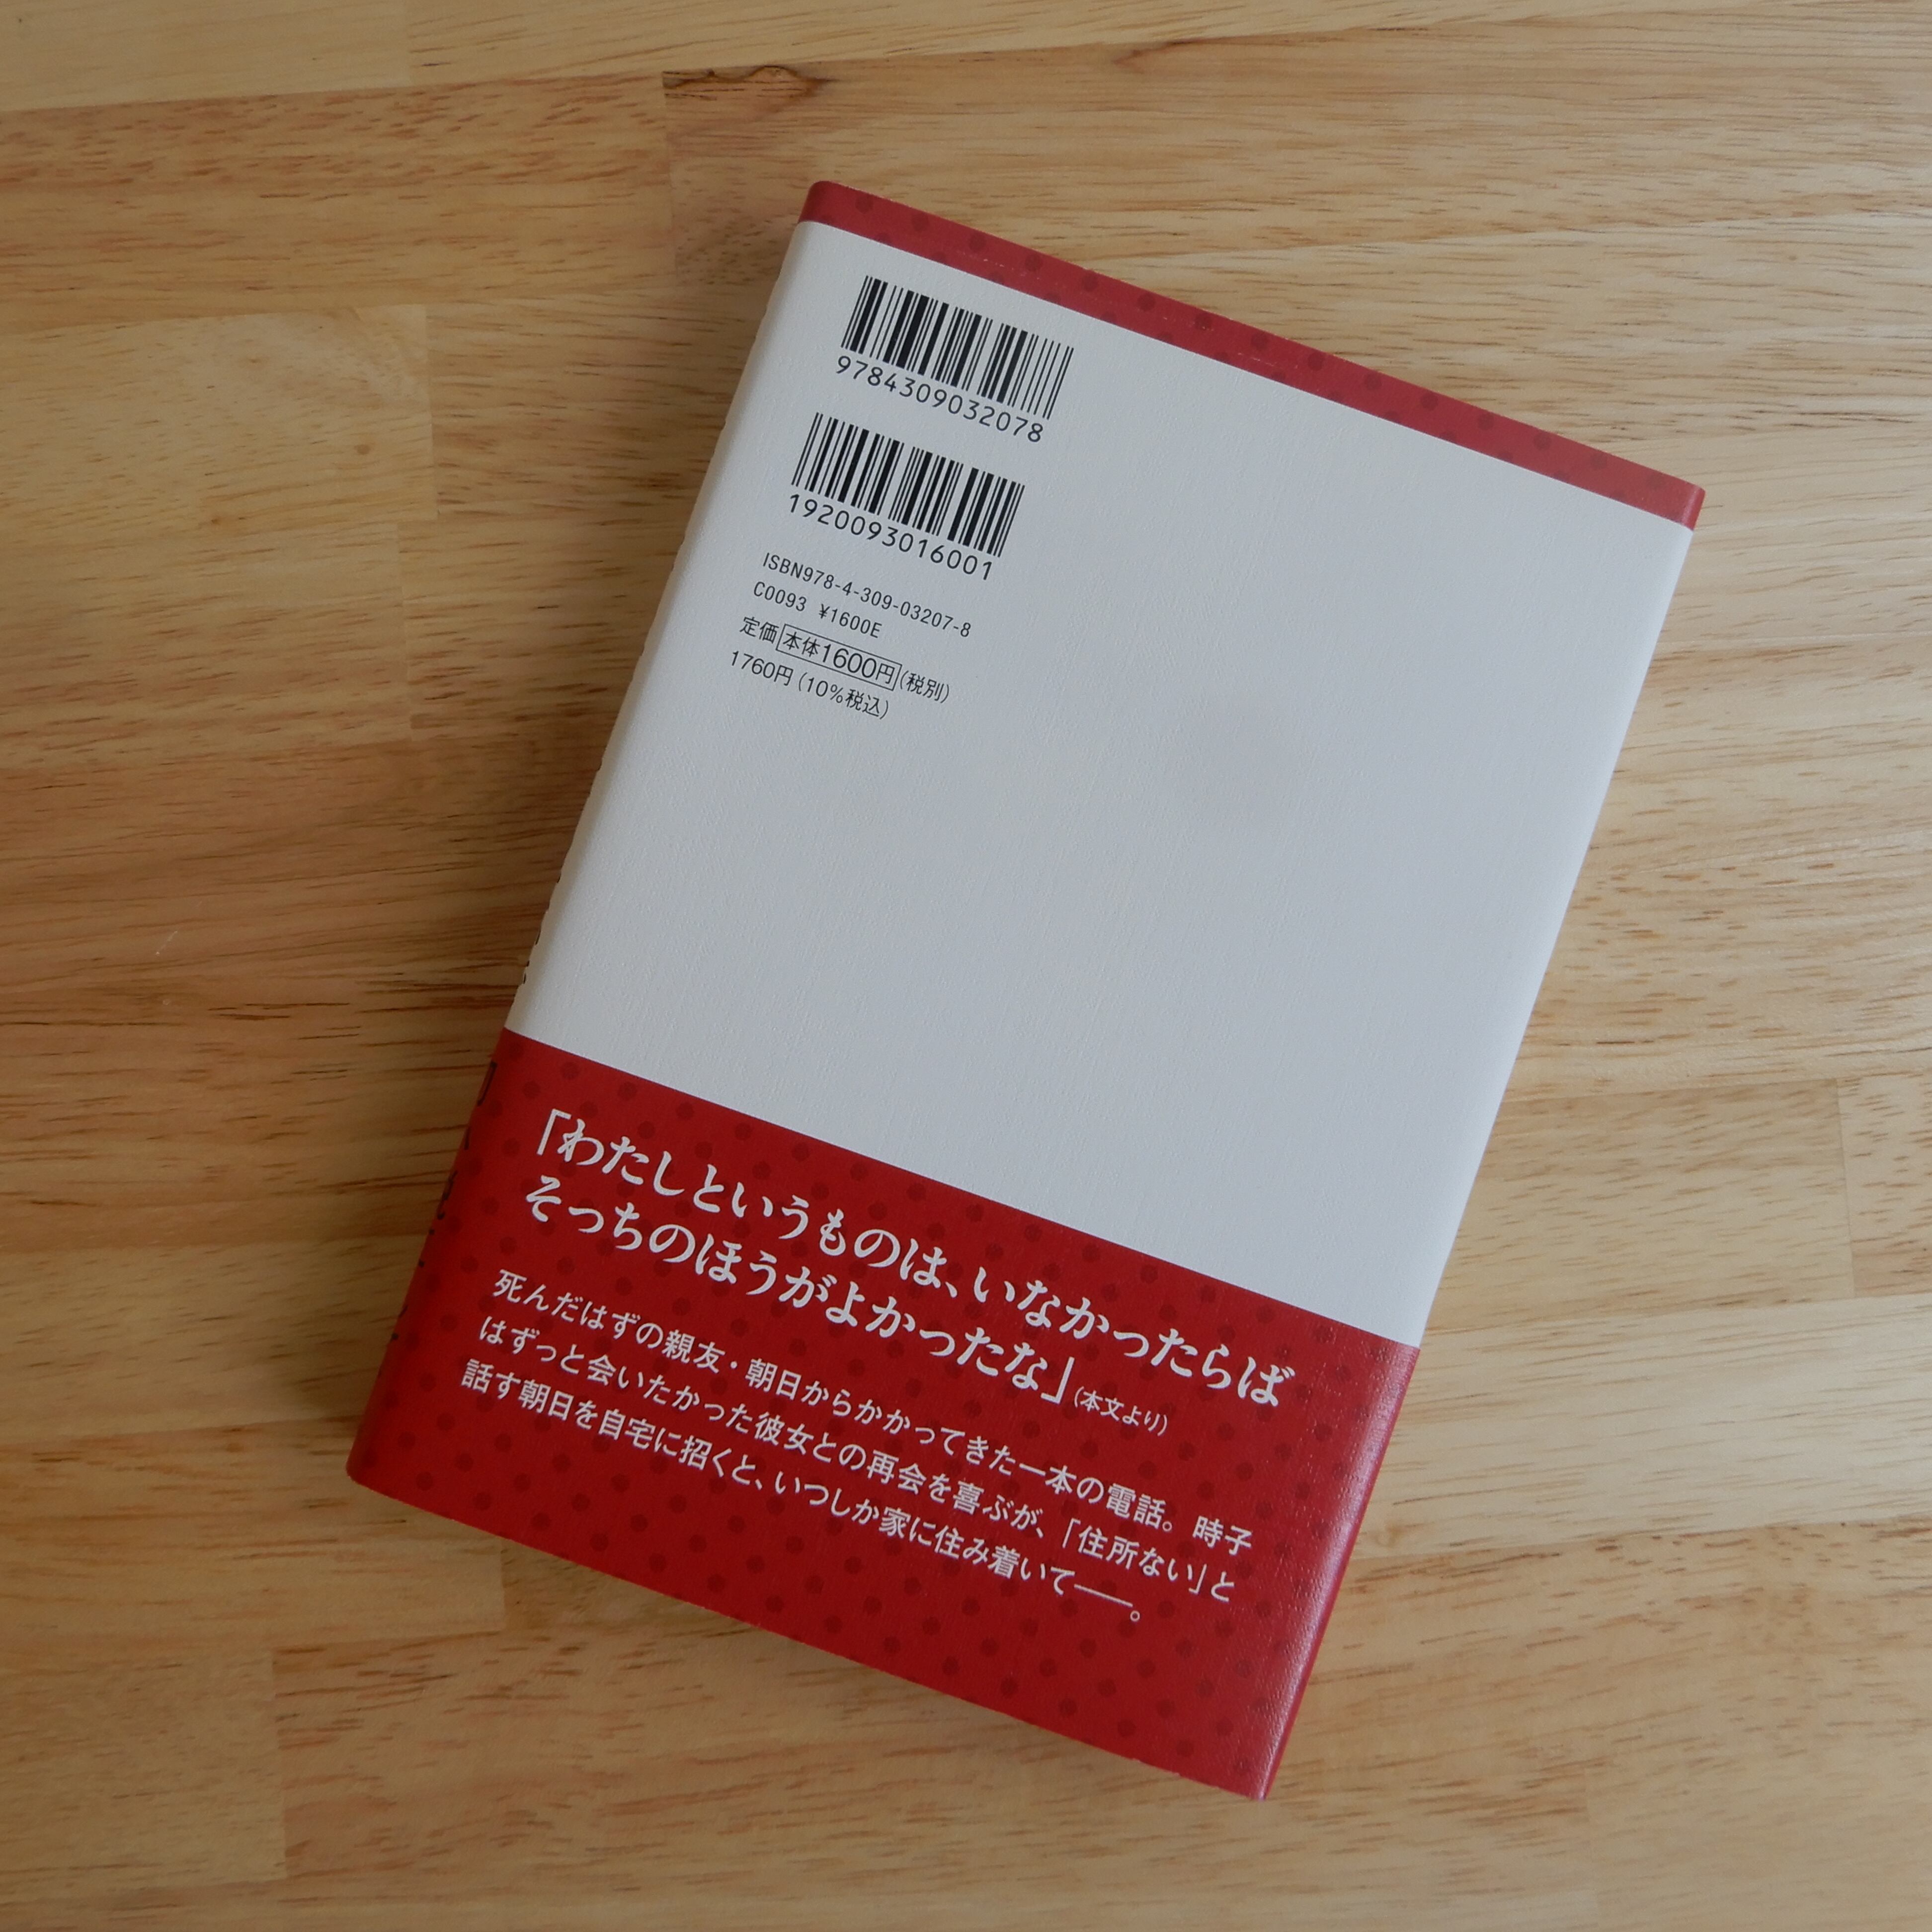 9784309032078
1920093016001
ISBN978-4-309-03207-8
C0093 ¥1600E
定価 本体1600円(税別)
1760円(10%税込)
「わたしというものは、いなかったらば
そっちのほうがよかったな」(本文より)
死んだはずの親友・朝日からかかってきた一本の電話。時子
はずっと会いたかった彼女との再会を喜ぶが、「住所ない」と
話す朝日を自宅に招くと、いつしか家に住み着いて――。